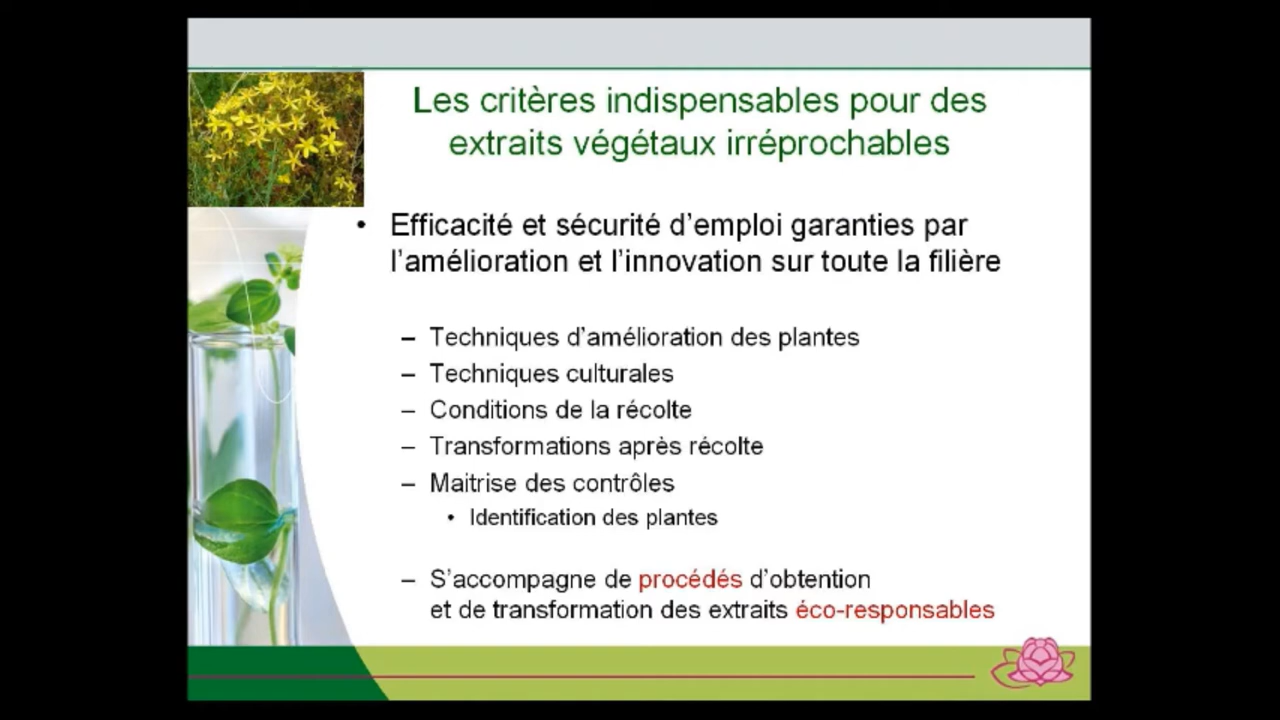 Les critères indispensables pour des
extraits végétaux irréprochables
• Efficacité et sécurité d'emploi garanties par
l'amélioration et l'innovation sur toute la filière
– Techniques d'amélioration des plantes
– Techniques culturales
– Conditions de la récolte
– Transformations après récolte
– Maitrise des contrôles
• Identification des plantes
– S'accompagne de procédés d'obtention
et de transformation des extraits éco-responsables